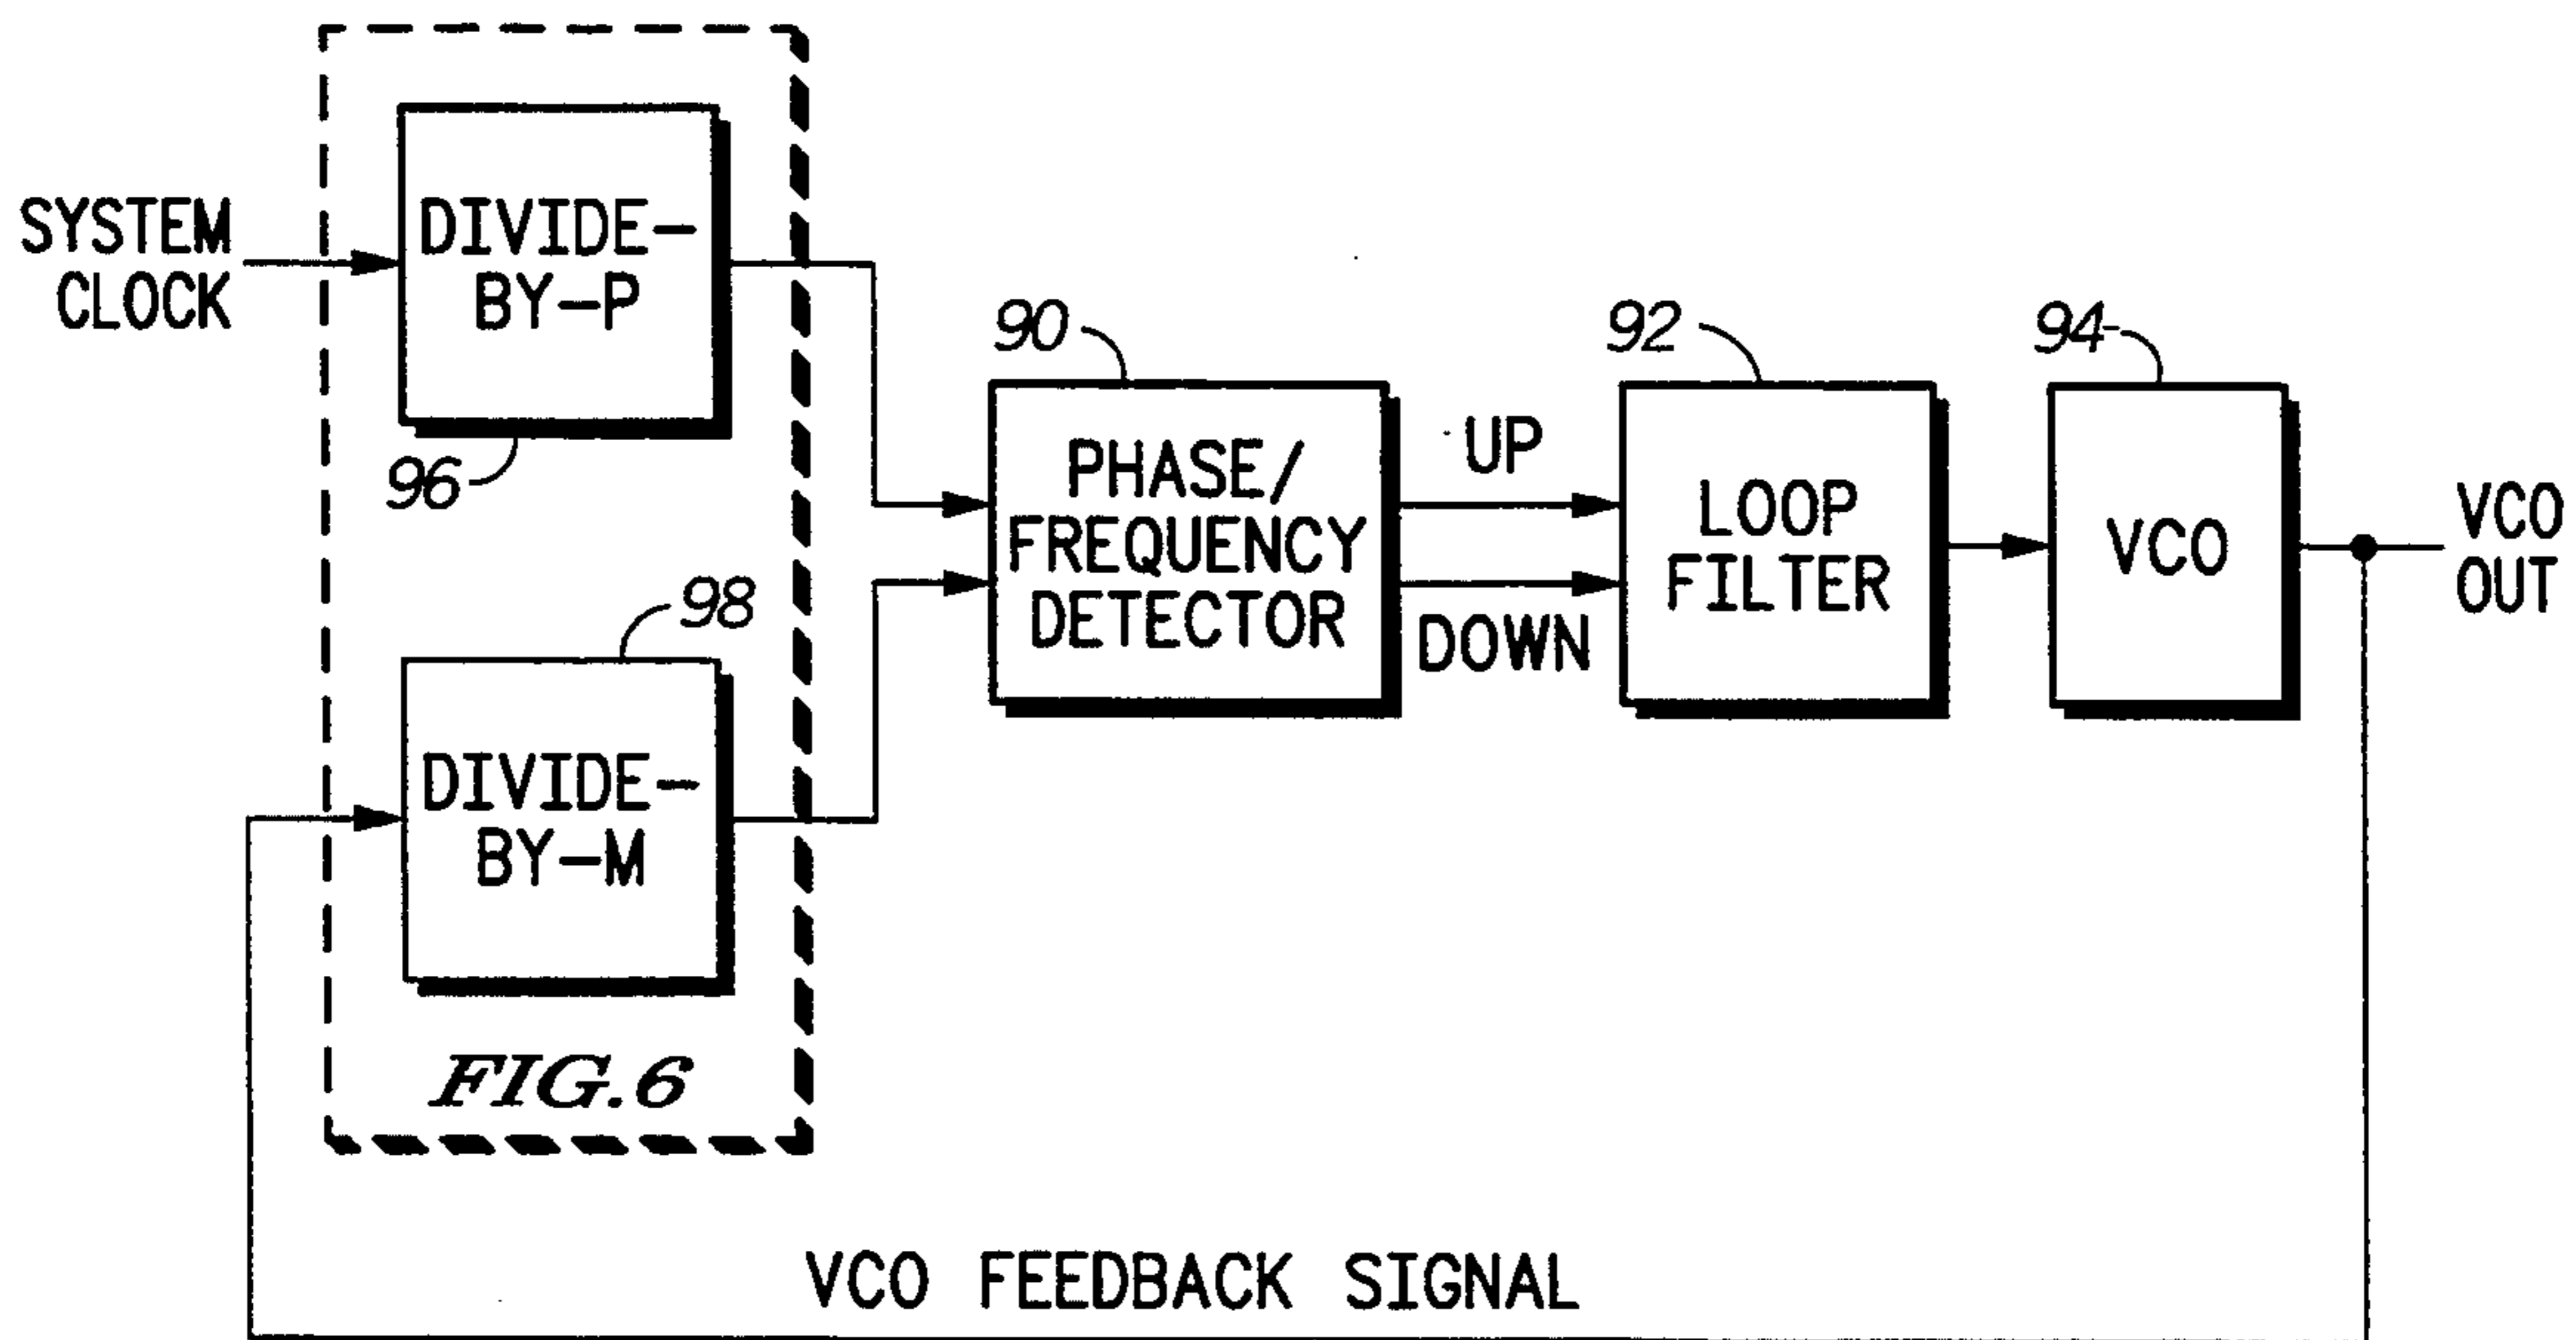 SYSTEM
CLOCK
DIVIDE-
BY-P
96
98
DIVIDE-
BY-M
FIG.6
90
PHASE/
FREQUENCY
DETECTOR
UP
DOWN
92
LOOP
FILTER
94
VCO
VCO
OUT
VCO FEEDBACK SIGNAL